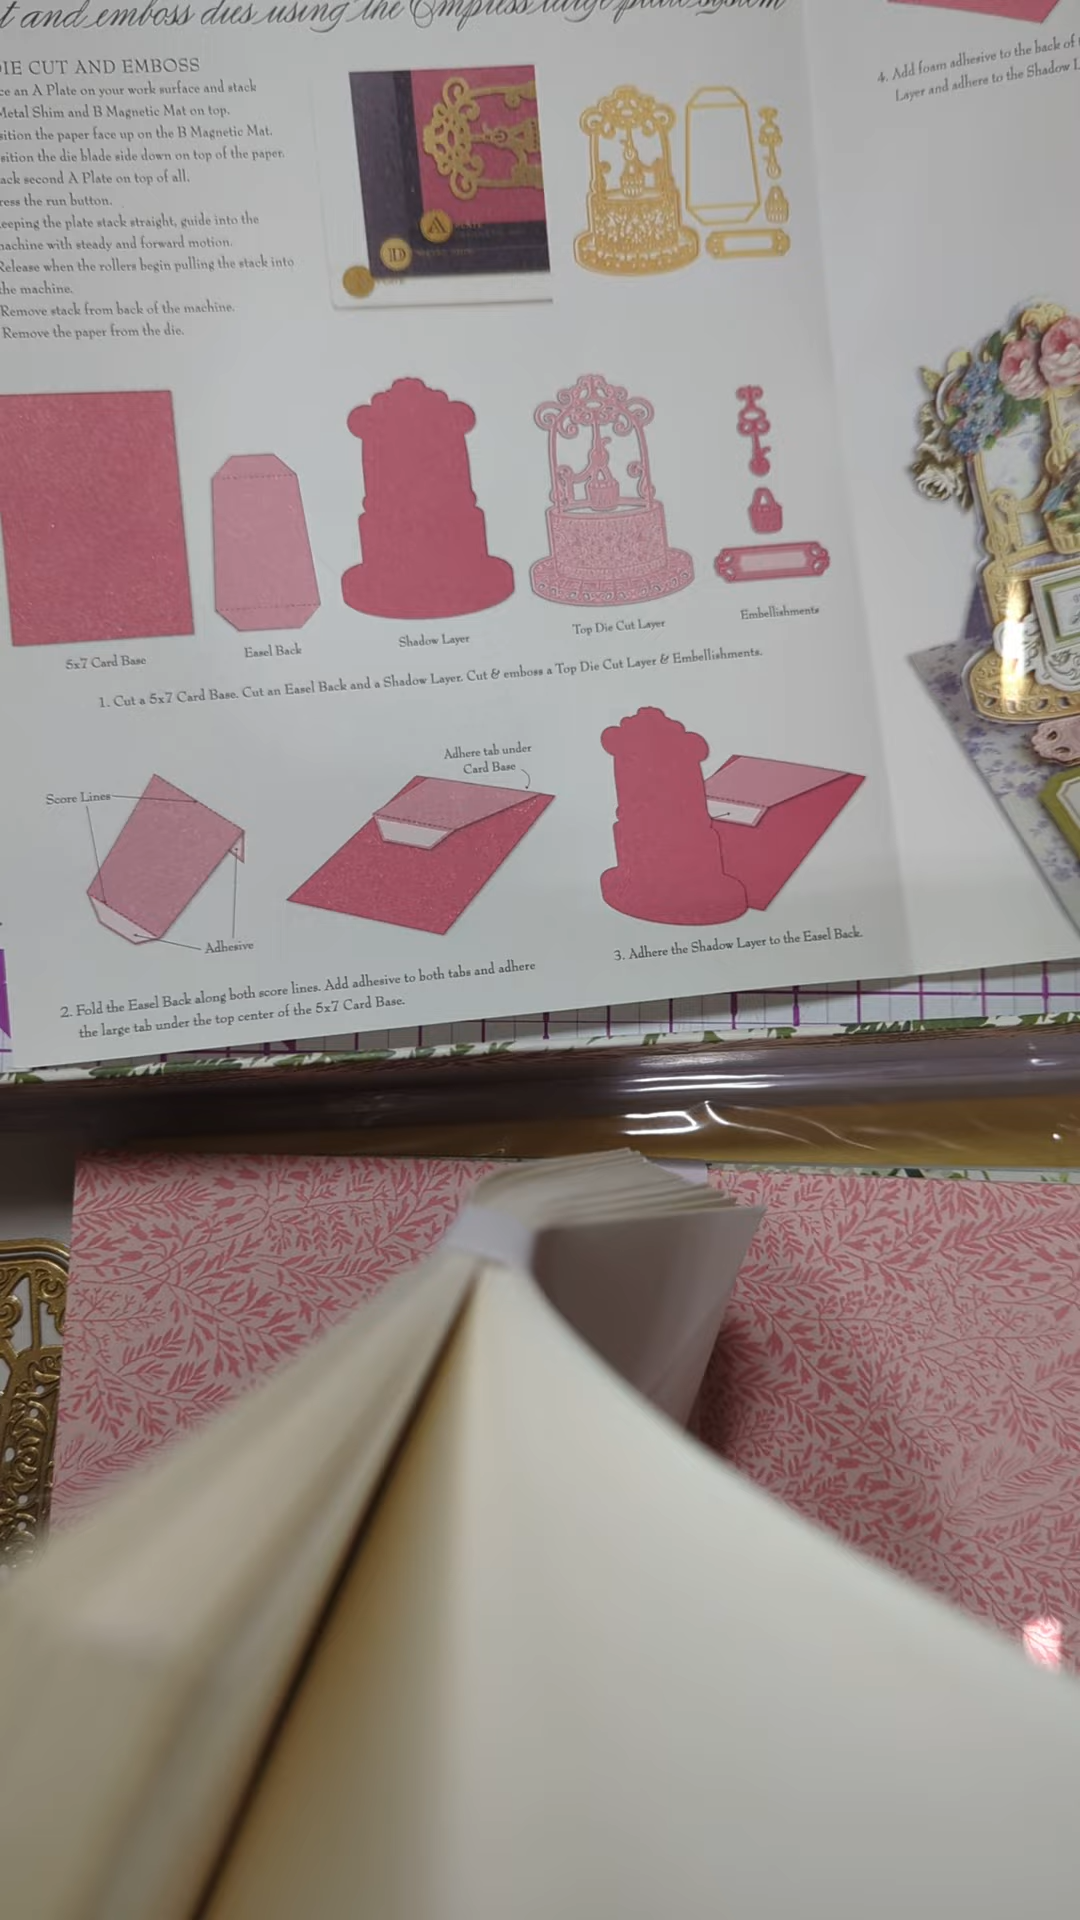 t and emboss dies using the Empress large plate system
IE CUT AND EMBOSS
ce an A Plate on your work surface and stack
Metal Shim and B Magnetic Mat on top.
sition the paper face up on the B Magnetic Mat.
sition the die blade side down on top of the paper.
ack second A Plate on top of all.
ress the run button.
eeping the plate stack straight, guide into the
achine with steady and forward motion.
Release when the rollers begin pulling the stack into
the machine.
Remove stack from back of the machine.
Remove the paper from the die.
A
D
4. Add foam adhesive to the back of
Layer and adhere to the Shadow L
5x7 Card Base
Easel Back
Shadow Layer
Top Die Cut Layer
Embellishments
1. Cut a 5x7 Card Base. Cut an Easel Back and a Shadow Layer. Cut & emboss a Top Die Cut Layer & Embellishments.
Score Lines
Adhesive
Adhere tab under
Card Base
2. Fold the Easel Back along both score lines. Add adhesive to both tabs and adhere
the large tab under the top center of the 5x7 Card Base.
3. Adhere the Shadow Layer to the Easel Back.